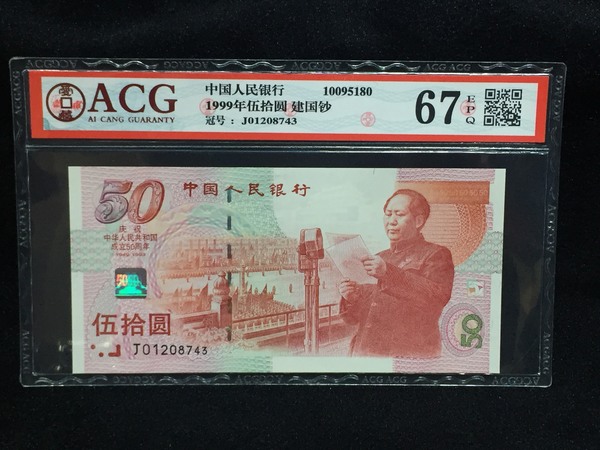 ACG
AI CANG GUARANTY
中国人民银行 10095180
1999年伍拾圆 建国钞
冠号： J01208743
67
EPQ
50
中国人民银行
庆祝
中华人民共和国
成立50周年
1949-1999
伍拾圆
J01208743
50